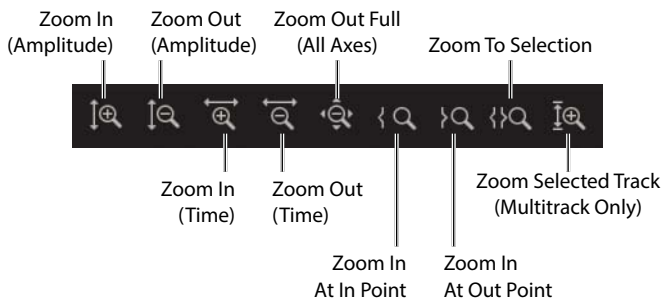 Zoom In
(Amplitude)
Zoom Out
(Amplitude)
Zoom Out Full
(All Axes)
Zoom To Selection
Zoom In
(Time)
Zoom Out
(Time)
Zoom Selected Track
(Multitrack Only)
Zoom In
At In Point
Zoom In
At Out Point